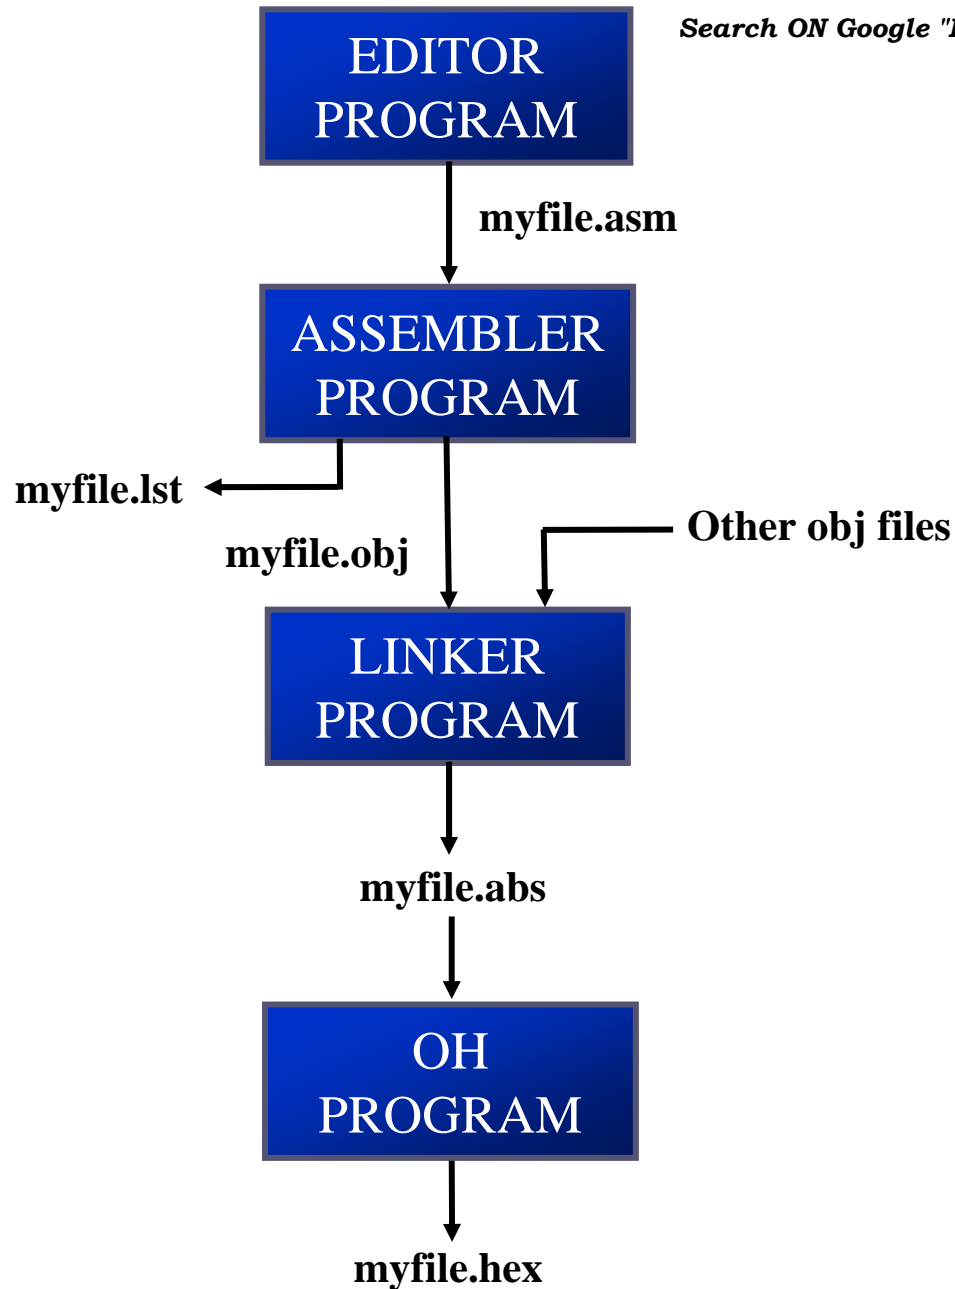 Search ON Google "
EDITOR
PROGRAM
myfile.asm
ASSEMBLER
PROGRAM
myfile.lst
Other obj files
myfile.obj
LINKER
PROGRAM
myfile.abs
OH
PROGRAM
myfile.hex